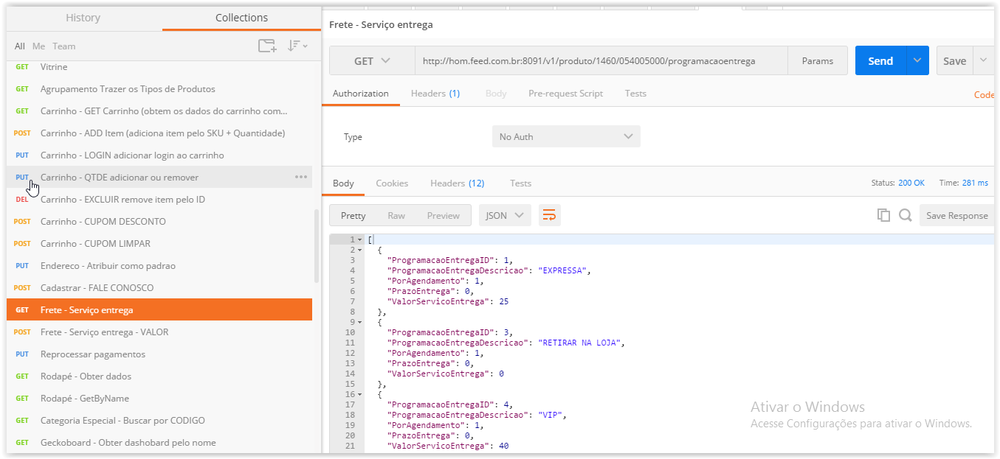 History
Collections
All Me Team
GET Vitrine
GET Agrupamento Trazer os Tipos de Produtos
GET Carrinho - GET Carrinho (obtem os dados do carrinho com...
POST Carrinho - ADD Item (adiciona item pelo SKU + Quantidade)
PUT Carrinho - LOGIN adicionar login ao carrinho
PUT Carrinho - QTDE adicionar ou remover
DEL Carrinho - EXCLUIR remove item pelo ID
POST Carrinho - CUPOM DESCONTO
POST Carrinho - CUPOM LIMPAR
PUT Endereco - Atribuir como padrao
POST Cadastrar - FALE CONOSCO
GET Frete - Serviço entrega
POST Frete - Serviço entrega - VALOR
PUT Reprocessar pagamentos
GET Rodapé - Obter dados
GET Rodapé - GetByName
GET Categoria Especial - Buscar por CODIGO
GET Geckoboard - Obter dashobard pelo nome
Frete - Serviço entrega
GET http://hom.feed.com.br:8091/v1/produto/1460/054005000/programacaoentrega Params Send Save
Authorization Headers (1) Body Pre-request Script Tests Code
Type No Auth
Body Cookies Headers (12) Tests Status: 200 OK Time: 281 ms
Pretty Raw Preview JSON Save Response
1 [
2 {
3 "ProgramacaoEntregaID": 1,
4 "ProgramacaoEntregaDescricao": "EXPRESSA",
5 "PorAgendamento": 1,
6 "PrazoEntrega": 0,
7 "ValorServicoEntrega": 25
8 },
9 {
10 "ProgramacaoEntregaID": 3,
11 "ProgramacaoEntregaDescricao": "RETIRAR NA LOJA",
12 "PorAgendamento": 1,
13 "PrazoEntrega": 0,
14 "ValorServicoEntrega": 0
15 },
16 {
17 "ProgramacaoEntregaID": 4,
18 "ProgramacaoEntregaDescricao": "VIP",
19 "PorAgendamento": 1,
20 "PrazoEntrega": 0,
21 "ValorServicoEntrega": 40
Ativar o Windows
Acesse Configurações para ativar o Windows.